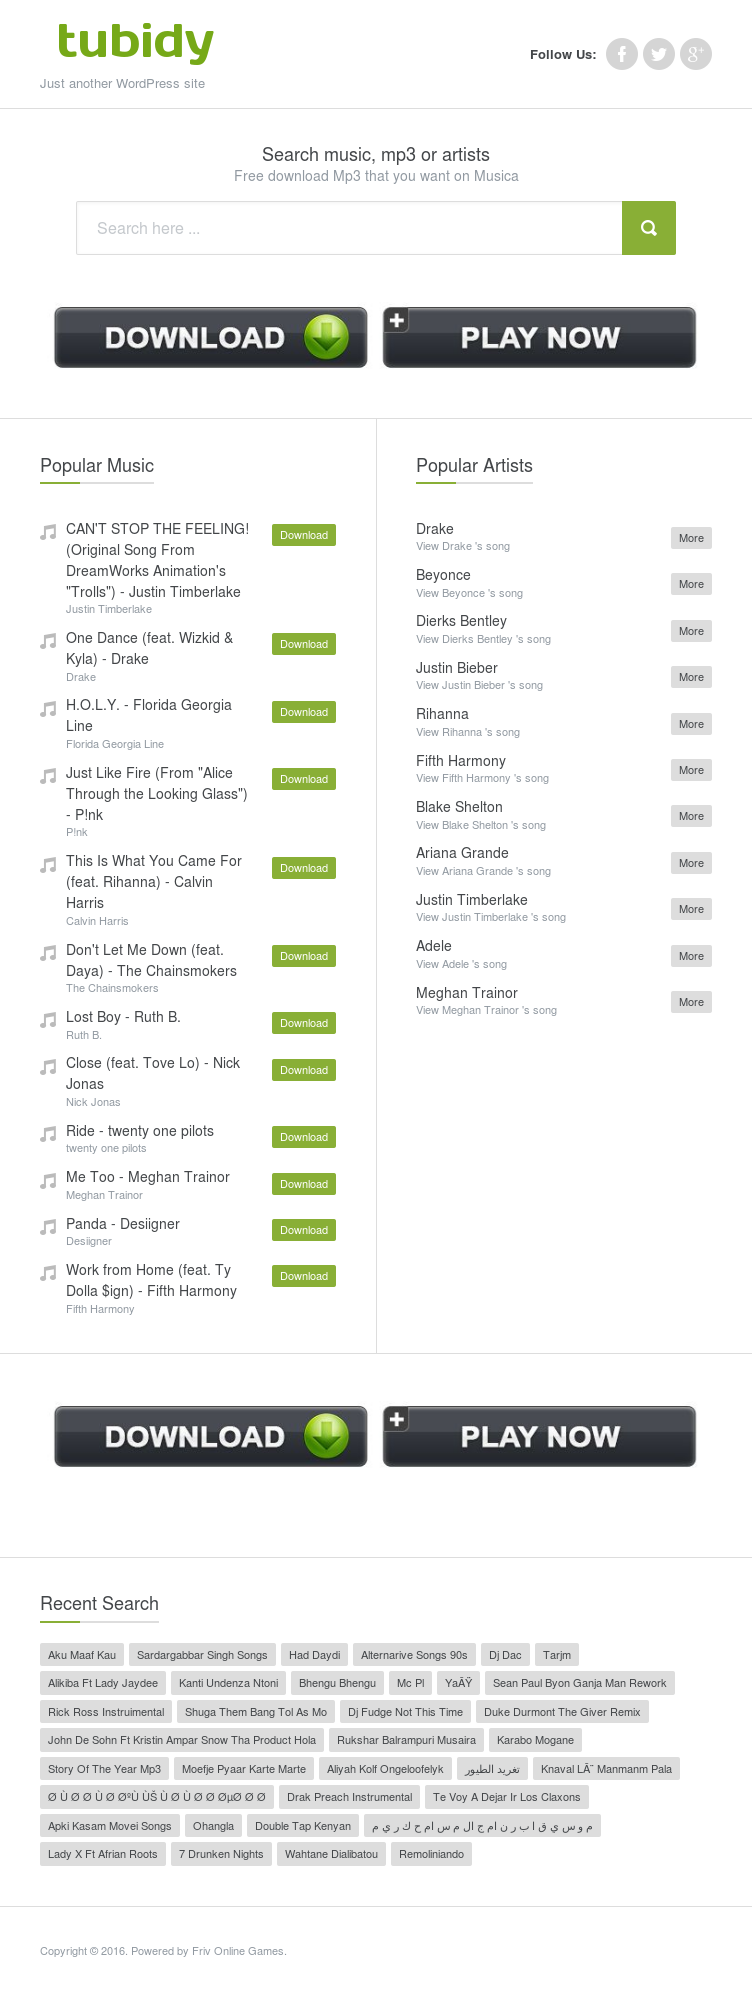 tubidy
Just another WordPress site
Follow Us:
Search music, mp3 or artists
Free download Mp3 that you want on Musica
Search here ...
DOWNLOAD
PLAY NOW
Popular Music
CAN'T STOP THE FEELING!
(Original Song From
DreamWorks Animation's
"Trolls") - Justin Timberlake
Justin Timberlake
Download
One Dance (feat. Wizkid &
Kyla) - Drake
Drake
Download
H.O.L.Y. - Florida Georgia
Line
Florida Georgia Line
Download
Just Like Fire (From "Alice
Through the Looking Glass")
- P!nk
P!nk
Download
This Is What You Came For
(feat. Rihanna) - Calvin
Harris
Calvin Harris
Download
Don't Let Me Down (feat.
Daya) - The Chainsmokers
The Chainsmokers
Download
Lost Boy - Ruth B.
Ruth B.
Download
Close (feat. Tove Lo) - Nick
Jonas
Nick Jonas
Download
Ride - twenty one pilots
twenty one pilots
Download
Me Too - Meghan Trainor
Meghan Trainor
Download
Panda - Desiigner
Desiigner
Download
Work from Home (feat. Ty
Dolla $ign) - Fifth Harmony
Fifth Harmony
Download
Popular Artists
Drake
View Drake 's song
More
Beyonce
View Beyonce 's song
More
Dierks Bentley
View Dierks Bentley 's song
More
Justin Bieber
View Justin Bieber 's song
More
Rihanna
View Rihanna 's song
More
Fifth Harmony
View Fifth Harmony 's song
More
Blake Shelton
View Blake Shelton 's song
More
Ariana Grande
View Ariana Grande 's song
More
Justin Timberlake
View Justin Timberlake 's song
More
Adele
View Adele 's song
More
Meghan Trainor
View Meghan Trainor 's song
More
DOWNLOAD
PLAY NOW
Recent Search
Aku Maaf Kau Sardargabbar Singh Songs Had Daydi Alternarive Songs 90s Dj Dac Tarjm
Alikiba Ft Lady Jaydee Kanti Undenza Ntoni Bhengu Bhengu Mc Pl YaÃŸ Sean Paul Byon Ganja Man Rework
Rick Ross Instruimental Shuga Them Bang Tol As Mo Dj Fudge Not This Time Duke Durmont The Giver Remix
John De Sohn Ft Kristin Ampar Snow Tha Product Hola Rukshar Balrampuri Musaira Karabo Mogane
Story Of The Year Mp3 Moefje Pyaar Karte Marte Aliyah Kolf Ongeloofelyk تغريد الطيور Knaval LÃ¨ Manmanm Pala
Ø Ù Ø Ø Ù Ø ØºÙ ÙŠ Ù Ø Ù Ø Ø ØµØ Ø Ø Drak Preach Instrumental Te Voy A Dejar Ir Los Claxons
Apki Kasam Movei Songs Ohangla Double Tap Kenyan م و س ي ق ا ب ر ن ام ج ال م س ام ح ك ر ي م
Lady X Ft Afrian Roots 7 Drunken Nights Wahtane Dialibatou Remoliniando
Copyright © 2016. Powered by Friv Online Games.